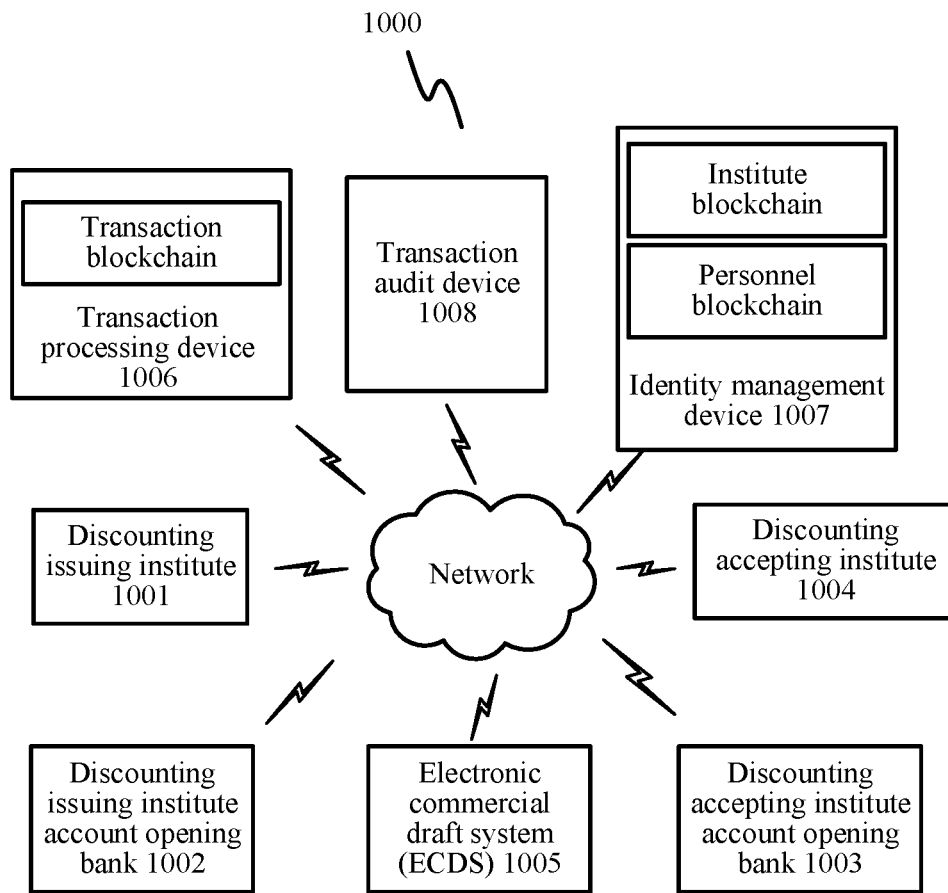 1000
Transaction
blockchain
Transaction
processing device
1006
Transaction
audit device
1008
Institute
blockchain
Personnel
blockchain
Identity management
device 1007
Discounting
issuing institute
1001
Network
Discounting
accepting institute
1004
Discounting
issuing institute
account opening
bank 1002
Electronic
commercial
draft system
(ECDS) 1005
Discounting
accepting institute
account opening
bank 1003